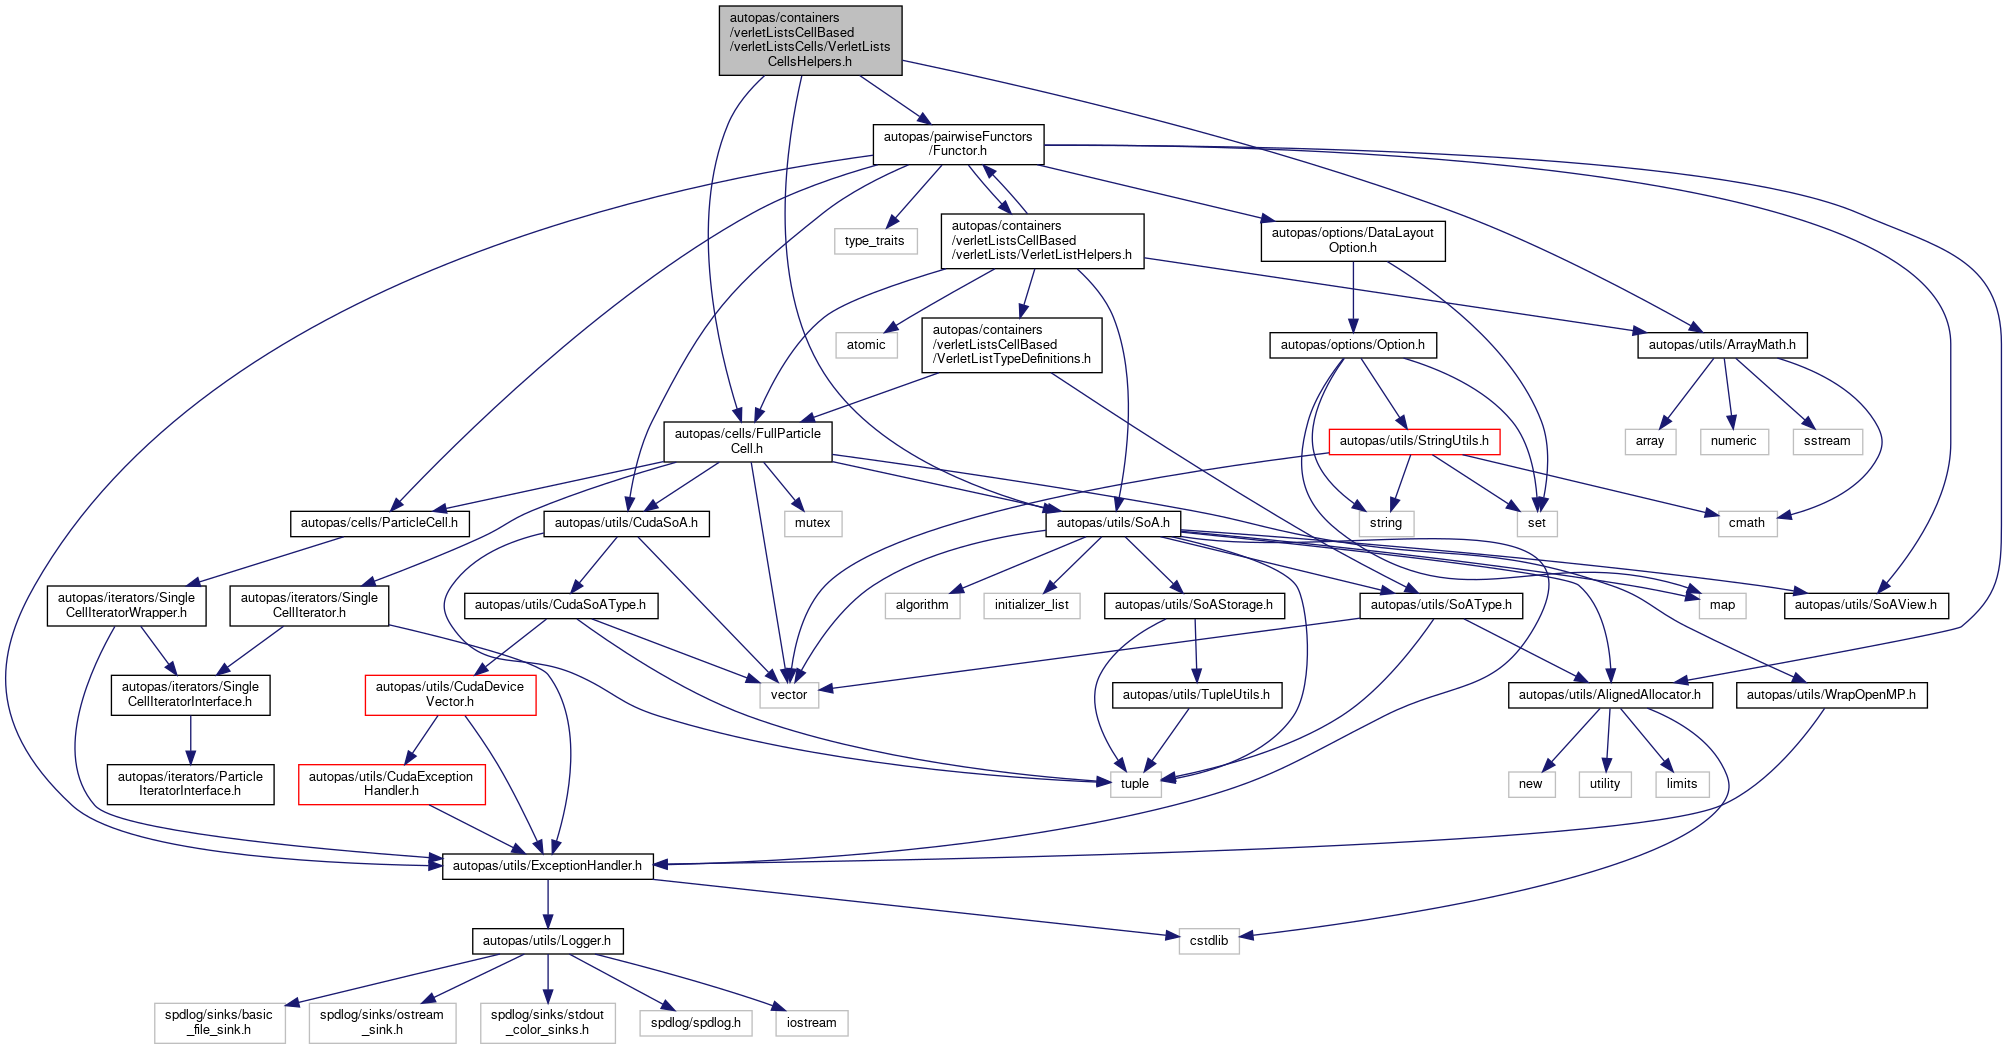 autopas/containers
/verletListsCellBased
/verletListsCells/VerletLists
CellsHelpers.h
autopas/pairwiseFunctors
/Functor.h
type_traits
autopas/containers
/verletListsCellBased
/verletLists/VerletListHelpers.h
autopas/options/DataLayout
Option.h
atomic
autopas/containers
/verletListsCellBased
/VerletListTypeDefinitions.h
autopas/options/Option.h
autopas/utils/ArrayMath.h
autopas/cells/FullParticle
Cell.h
autopas/utils/StringUtils.h
array
numeric
sstream
autopas/cells/ParticleCell.h
autopas/utils/CudaSoA.h
mutex
autopas/utils/SoA.h
string
set
cmath
autopas/iterators/Single
CellIteratorWrapper.h
autopas/iterators/Single
CellIterator.h
autopas/utils/CudaSoAType.h
algorithm
initializer_list
autopas/utils/SoAStorage.h
autopas/utils/SoAType.h
map
autopas/utils/SoAView.h
autopas/iterators/Single
CellIteratorInterface.h
autopas/utils/CudaDevice
Vector.h
vector
autopas/utils/TupleUtils.h
autopas/utils/AlignedAllocator.h
autopas/utils/WrapOpenMP.h
autopas/iterators/Particle
IteratorInterface.h
autopas/utils/CudaException
Handler.h
tuple
new
utility
limits
autopas/utils/ExceptionHandler.h
autopas/utils/Logger.h
cstdlib
spdlog/sinks/basic
_file_sink.h
spdlog/sinks/ostream
_sink.h
spdlog/sinks/stdout
_color_sinks.h
spdlog/spdlog.h
iostream